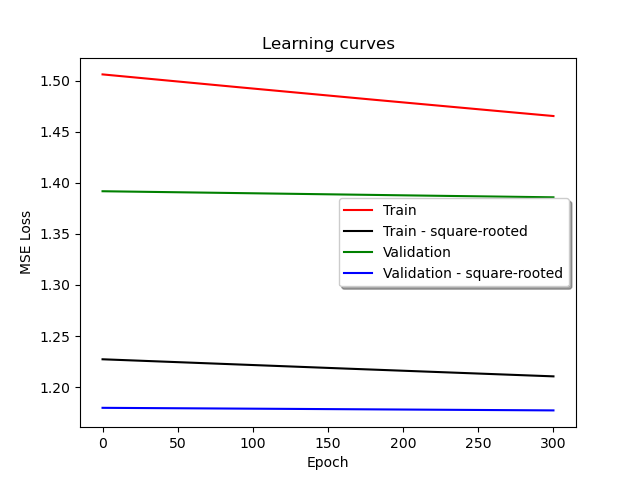 Learning curves
MSE Loss
1.50
1.45
1.40
1.35
1.30
1.25
1.20
Train
Train - square-rooted
Validation
Validation - square-rooted
0 50 100 150 200 250 300
Epoch